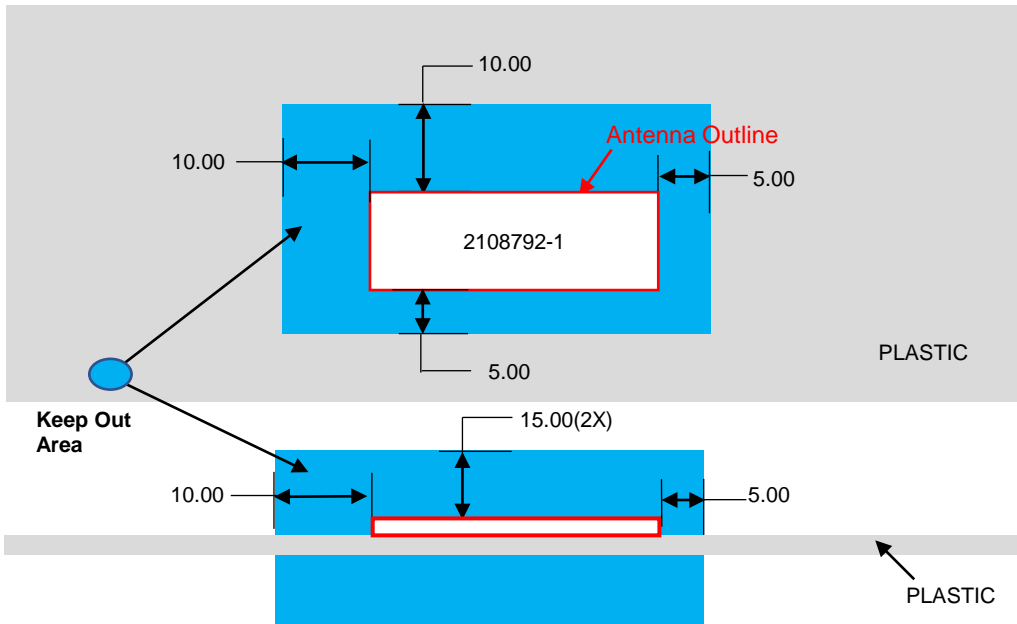 10.00
Antenna Outline
10.00
5.00
2108792-1
PLASTIC
5.00
Keep Out
Area
15.00(2X)
10.00
5.00
PLASTIC